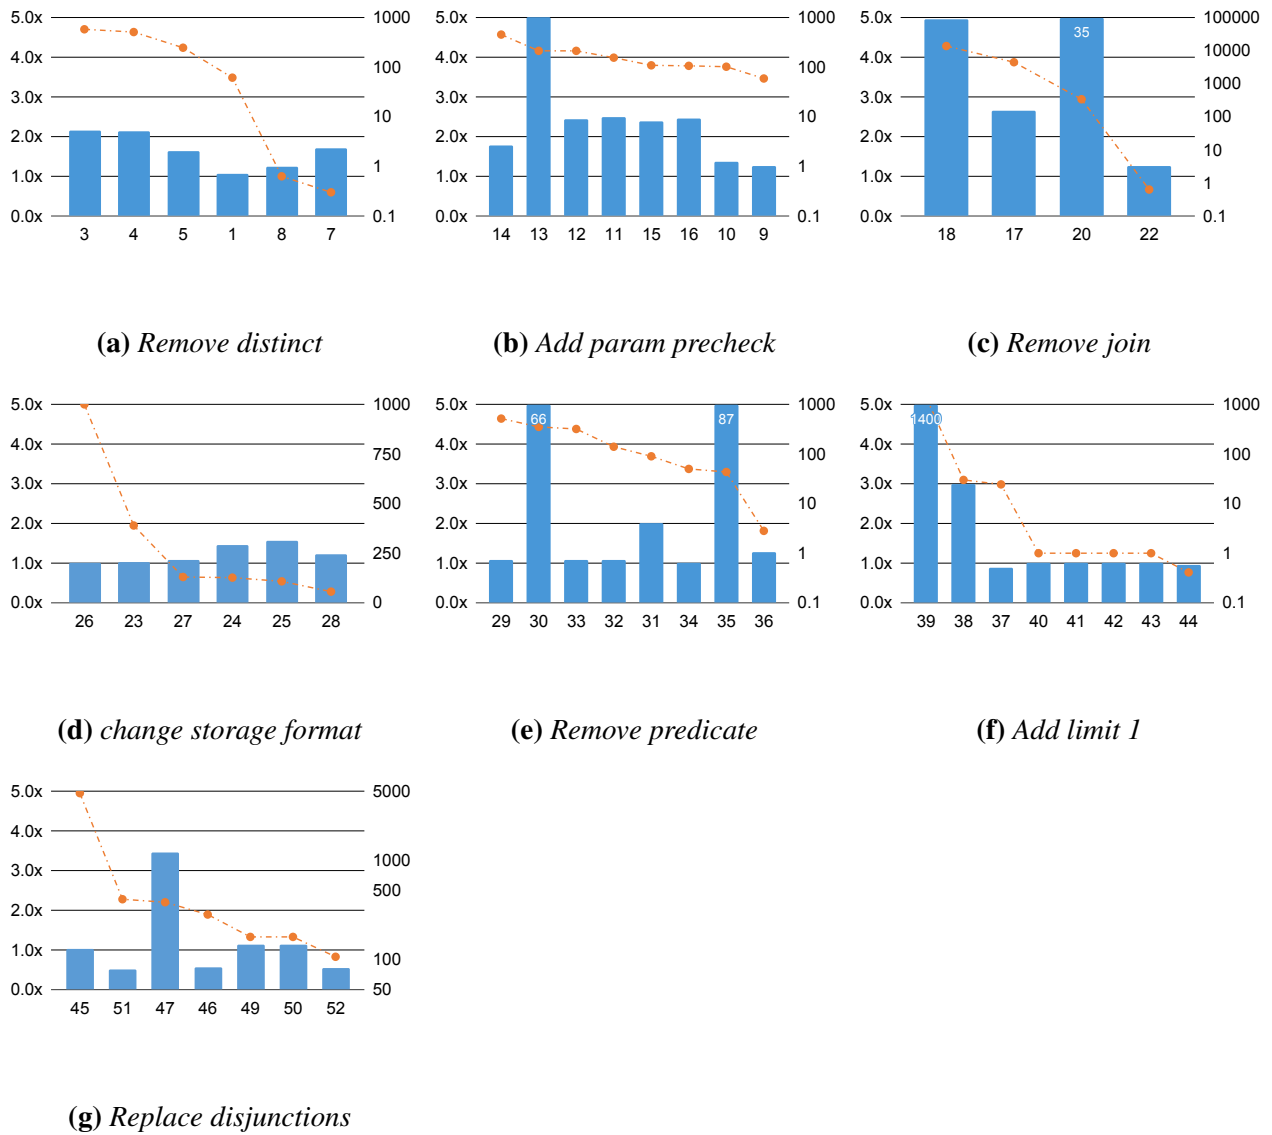 5.0x 1000
4.0x 100
3.0x 10
2.0x 1
1.0x
0.0x 0.1
3 4 5 1 8 7
(a) Remove distinct
5.0x 1000
4.0x 100
3.0x 10
2.0x 1
1.0x
0.0x 0.1
14 13 12 11 15 16 10 9
(b) Add param precheck
5.0x 35 100000
4.0x 10000
1000
3.0x 100
2.0x 10
1.0x 1
0.0x 0.1
18 17 20 22
(c) Remove join
5.0x 1000
4.0x 750
3.0x 500
2.0x 250
1.0x
0.0x 0
26 23 27 24 25 28
(d) change storage format
5.0x 66 87 1000
4.0x 100
3.0x 10
2.0x 1
1.0x
0.0x 0.1
29 30 33 32 31 34 35 36
(e) Remove predicate
5.0x 1400 1000
4.0x 100
3.0x 10
2.0x 1
1.0x
0.0x 0.1
39 38 37 40 41 42 43 44
(f) Add limit 1
5.0x 5000
4.0x 1000
3.0x 500
2.0x 100
1.0x
0.0x 50
45 51 47 46 49 50 52
(g) Replace disjunctions